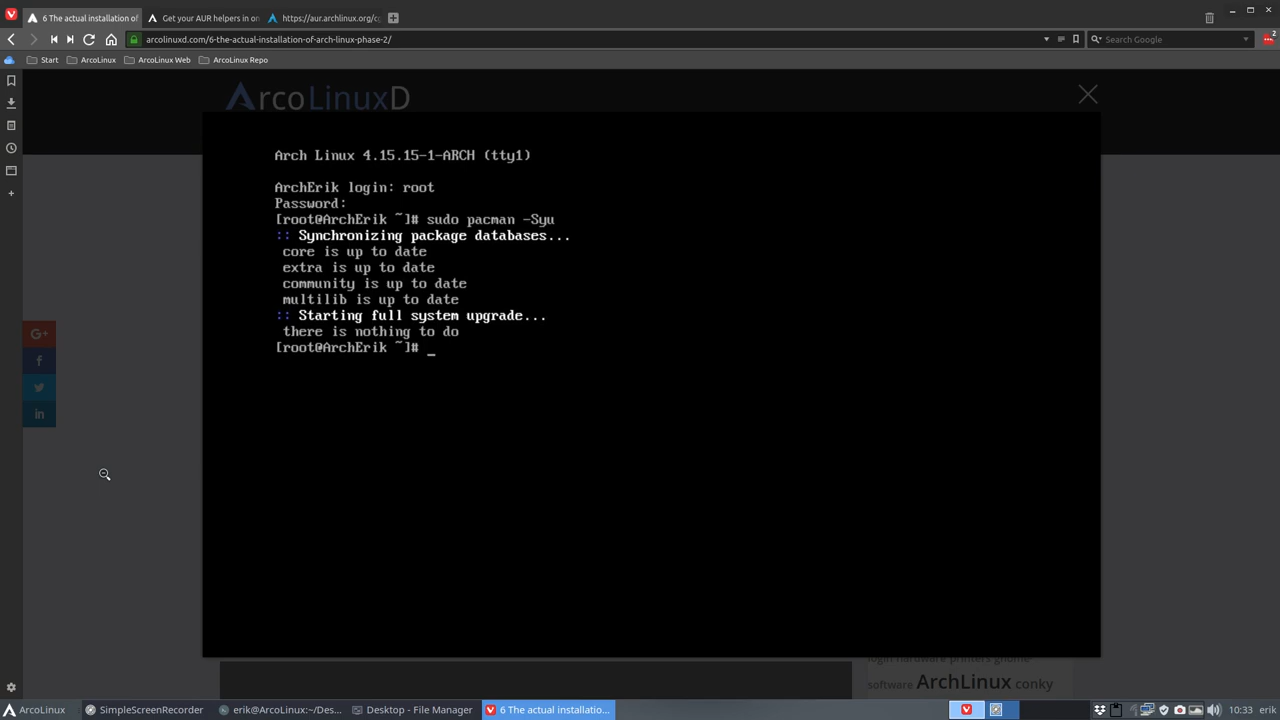 6 The actual installation of
Get your AUR helpers in on
https://aur.archlinux.org/cg
arcolinuxd.com/6-the-actual-installation-of-arch-linux-phase-2/
Search Google
2
Start
ArcoLinux
ArcoLinux Web
ArcoLinux Repo
ArcoLinuxD
Arch Linux 4.15.15-1-ARCH (tty1)
ArchErik login: root
Password:
[root@ArchErik ~]# sudo pacman -Syu
:: Synchronizing package databases...
core is up to date
extra is up to date
community is up to date
multilib is up to date
:: Starting full system upgrade...
there is nothing to do
[root@ArchErik ~]# _
G+
f
in
login hardware printers gnome-
software ArchLinux conky
ArcoLinux
SimpleScreenRecorder
erik@ArcoLinux:~/Des...
Desktop - File Manager
6 The actual installatio...
10:33
erik